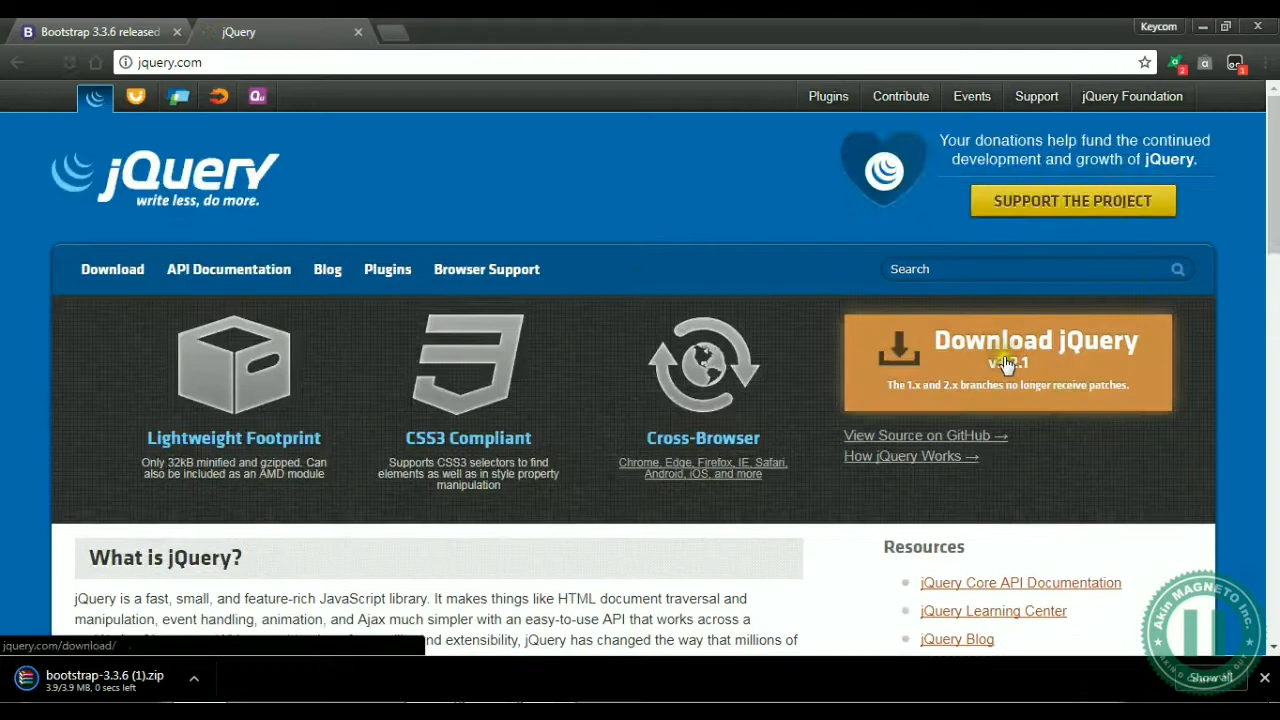 Bootstrap 3.3.6 released
jQuery
Keycom
jquery.com
2
1
Qu
Plugins
Contribute
Events
Support
jQuery Foundation
jQuery
write less, do more.
Your donations help fund the continued
development and growth of jQuery.
SUPPORT THE PROJECT
Download
API Documentation
Blog
Plugins
Browser Support
Search
Lightweight Footprint
Only 32kB minified and gzipped. Can
also be included as an AMD module
CSS3 Compliant
Supports CSS3 selectors to find
elements as well as in style property
manipulation
Cross-Browser
Chrome, Edge, Firefox, IE, Safari,
Android, iOS, and more
Download jQuery
The 1.x and 2.x branches no longer receive patches.
View Source on GitHub →
How jQuery Works →
What is jQuery?
jQuery is a fast, small, and feature-rich JavaScript library. It makes things like HTML document traversal and
manipulation, event handling, animation, and Ajax much simpler with an easy-to-use API that works across a
and extensibility, jQuery has changed the way that millions of
Resources
jQuery Core API Documentation
jQuery Learning Center
jQuery Blog
jquery.com/download/
bootstrap-3.3.6 (1).zip
3.9/3.9 MB, 0 secs left
Show all
Akin MAGNETO Inc.